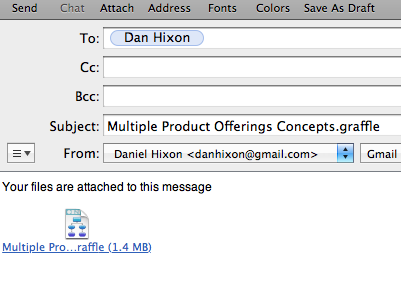 Send Chat Attach Address Fonts Colors Save As Draft
To: Dan Hixon
Cc:
Bcc:
Subject: Multiple Product Offerings Concepts.graffle
From: Daniel Hixon <danhixon@gmail.com> Gmail
Your files are attached to this message
Multiple Pro...raffle (1.4 MB)